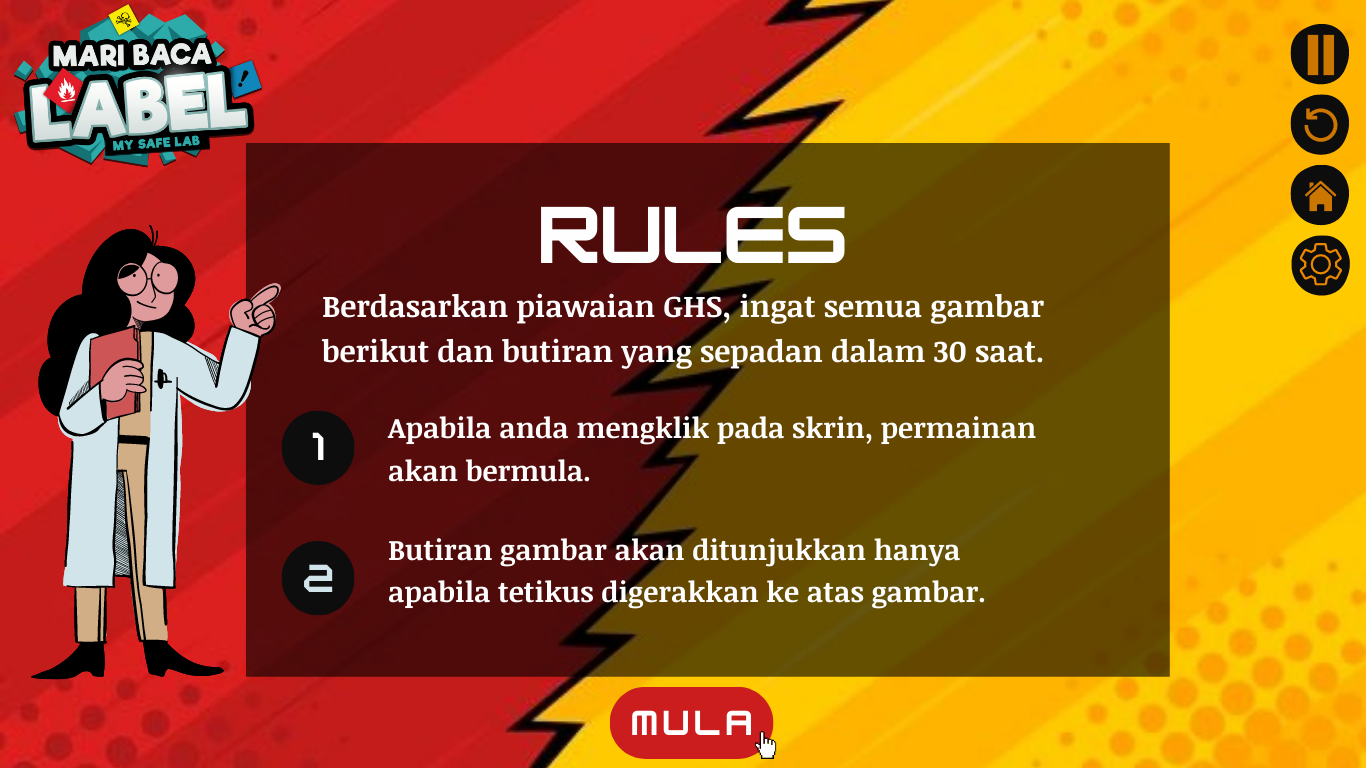 MARI BACA
LABEL
MY SAFE LAB
RULES
Berdasarkan piawaian GHS, ingat semua gambar
berikut dan butiran yang sepadan dalam 30 saat.
1
Apabila anda mengklik pada skrin, permainan
akan bermula.
2
Butiran gambar akan ditunjukkan hanya
apabila tetikus digerakkan ke atas gambar.
MULA